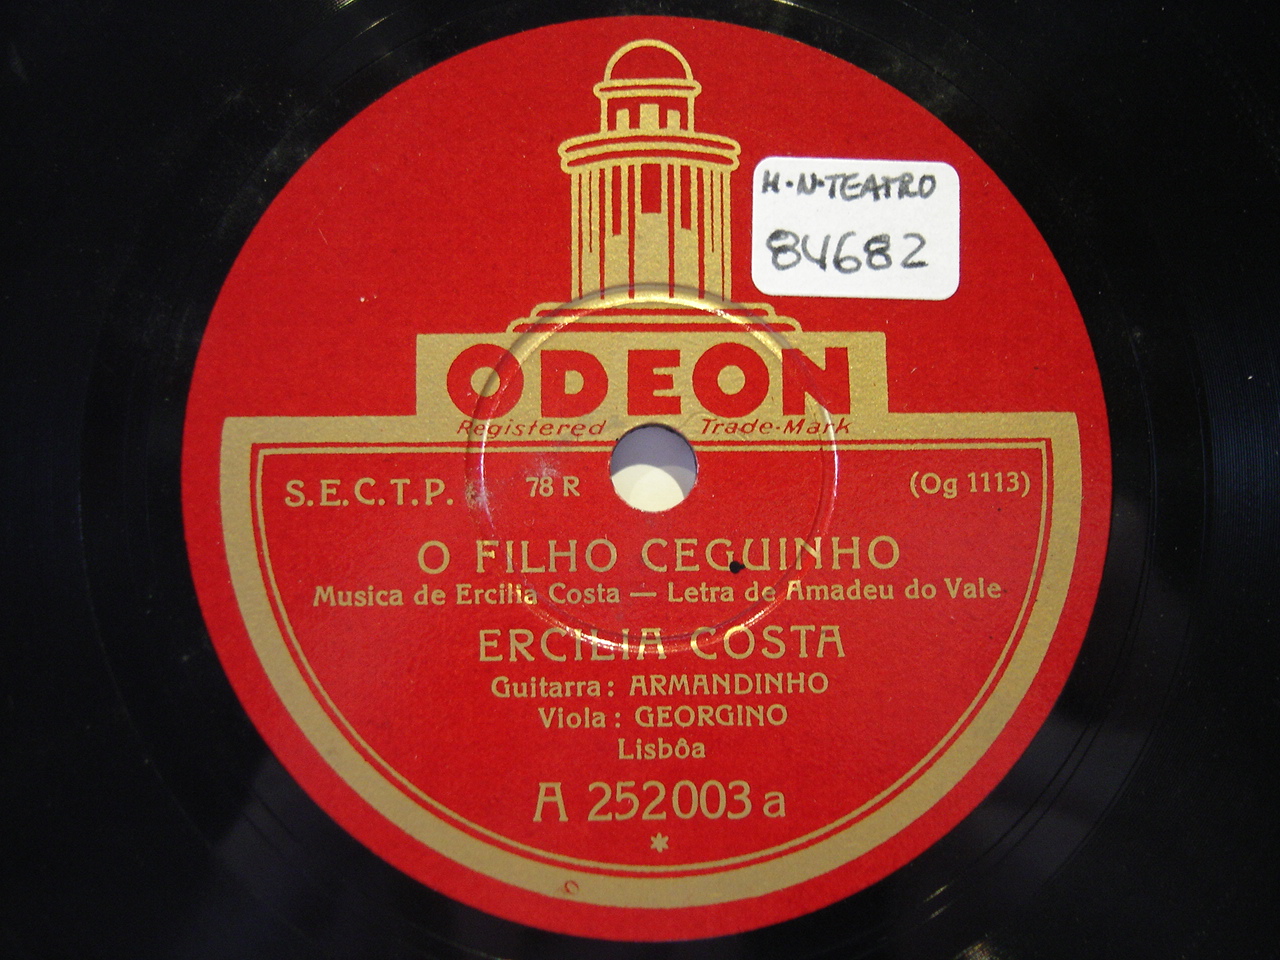 M.N.TEATRO
84682
ODEON
Registered Trade-Mark
S.E.C.T.P. 78 R (Og 1113)
O FILHO CEGUINHO
Musica de Ercilia Costa — Letra de Amadeu do Vale
ERCILIA COSTA
Guitarra: ARMANDINHO
Viola: GEORGINO
Lisbôa
A 252003 a
*